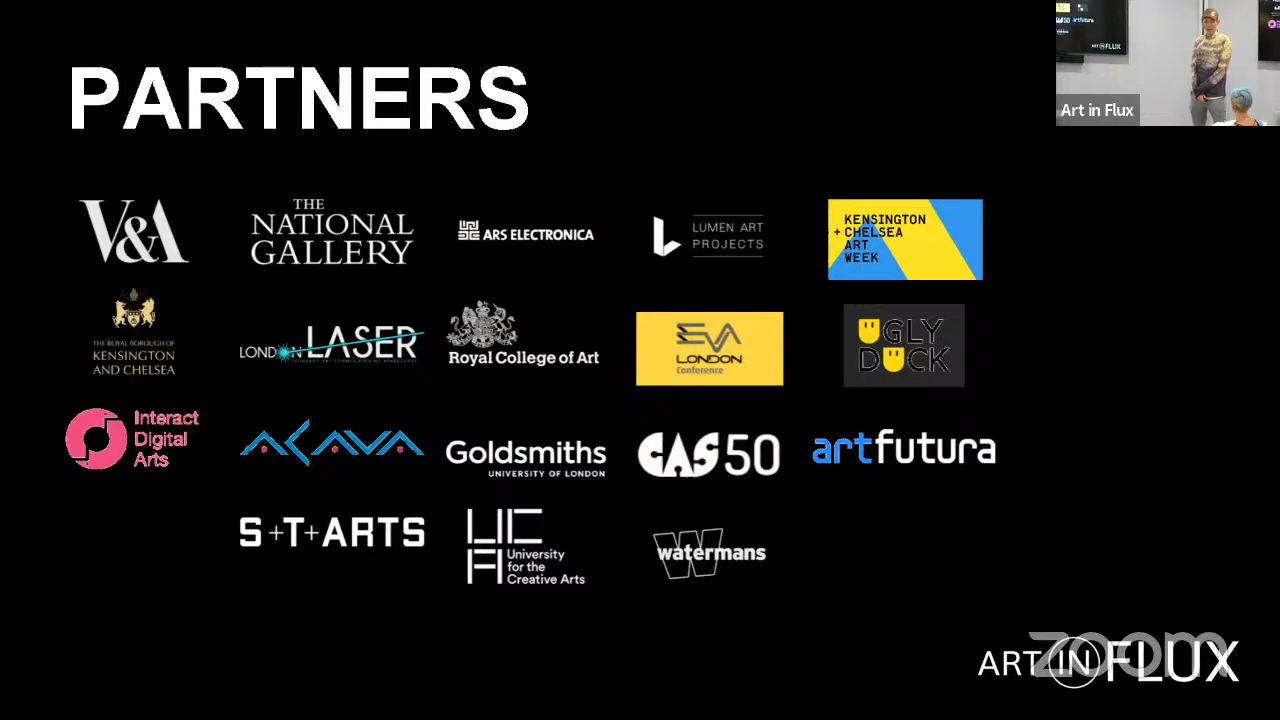 PARTNERS
Art in Flux
V&A
THE
NATIONAL
GALLERY
ARS ELECTRONICA
LUMEN ART
PROJECTS
KENSINGTON
+ CHELSEA
ART
WEEK
THE ROYAL BOROUGH OF
KENSINGTON
AND CHELSEA
LONDON LASER
Royal College of Art
EVA
LONDON
Conference
UGLY
DUCK
Interact
Digital
Arts
ACAVA
Goldsmiths
UNIVERSITY OF LONDON
CAS50
artfutura
S+T+ARTS
UCA
University
for the
Creative Arts
W
watermans
ART IN FLUX
zoom